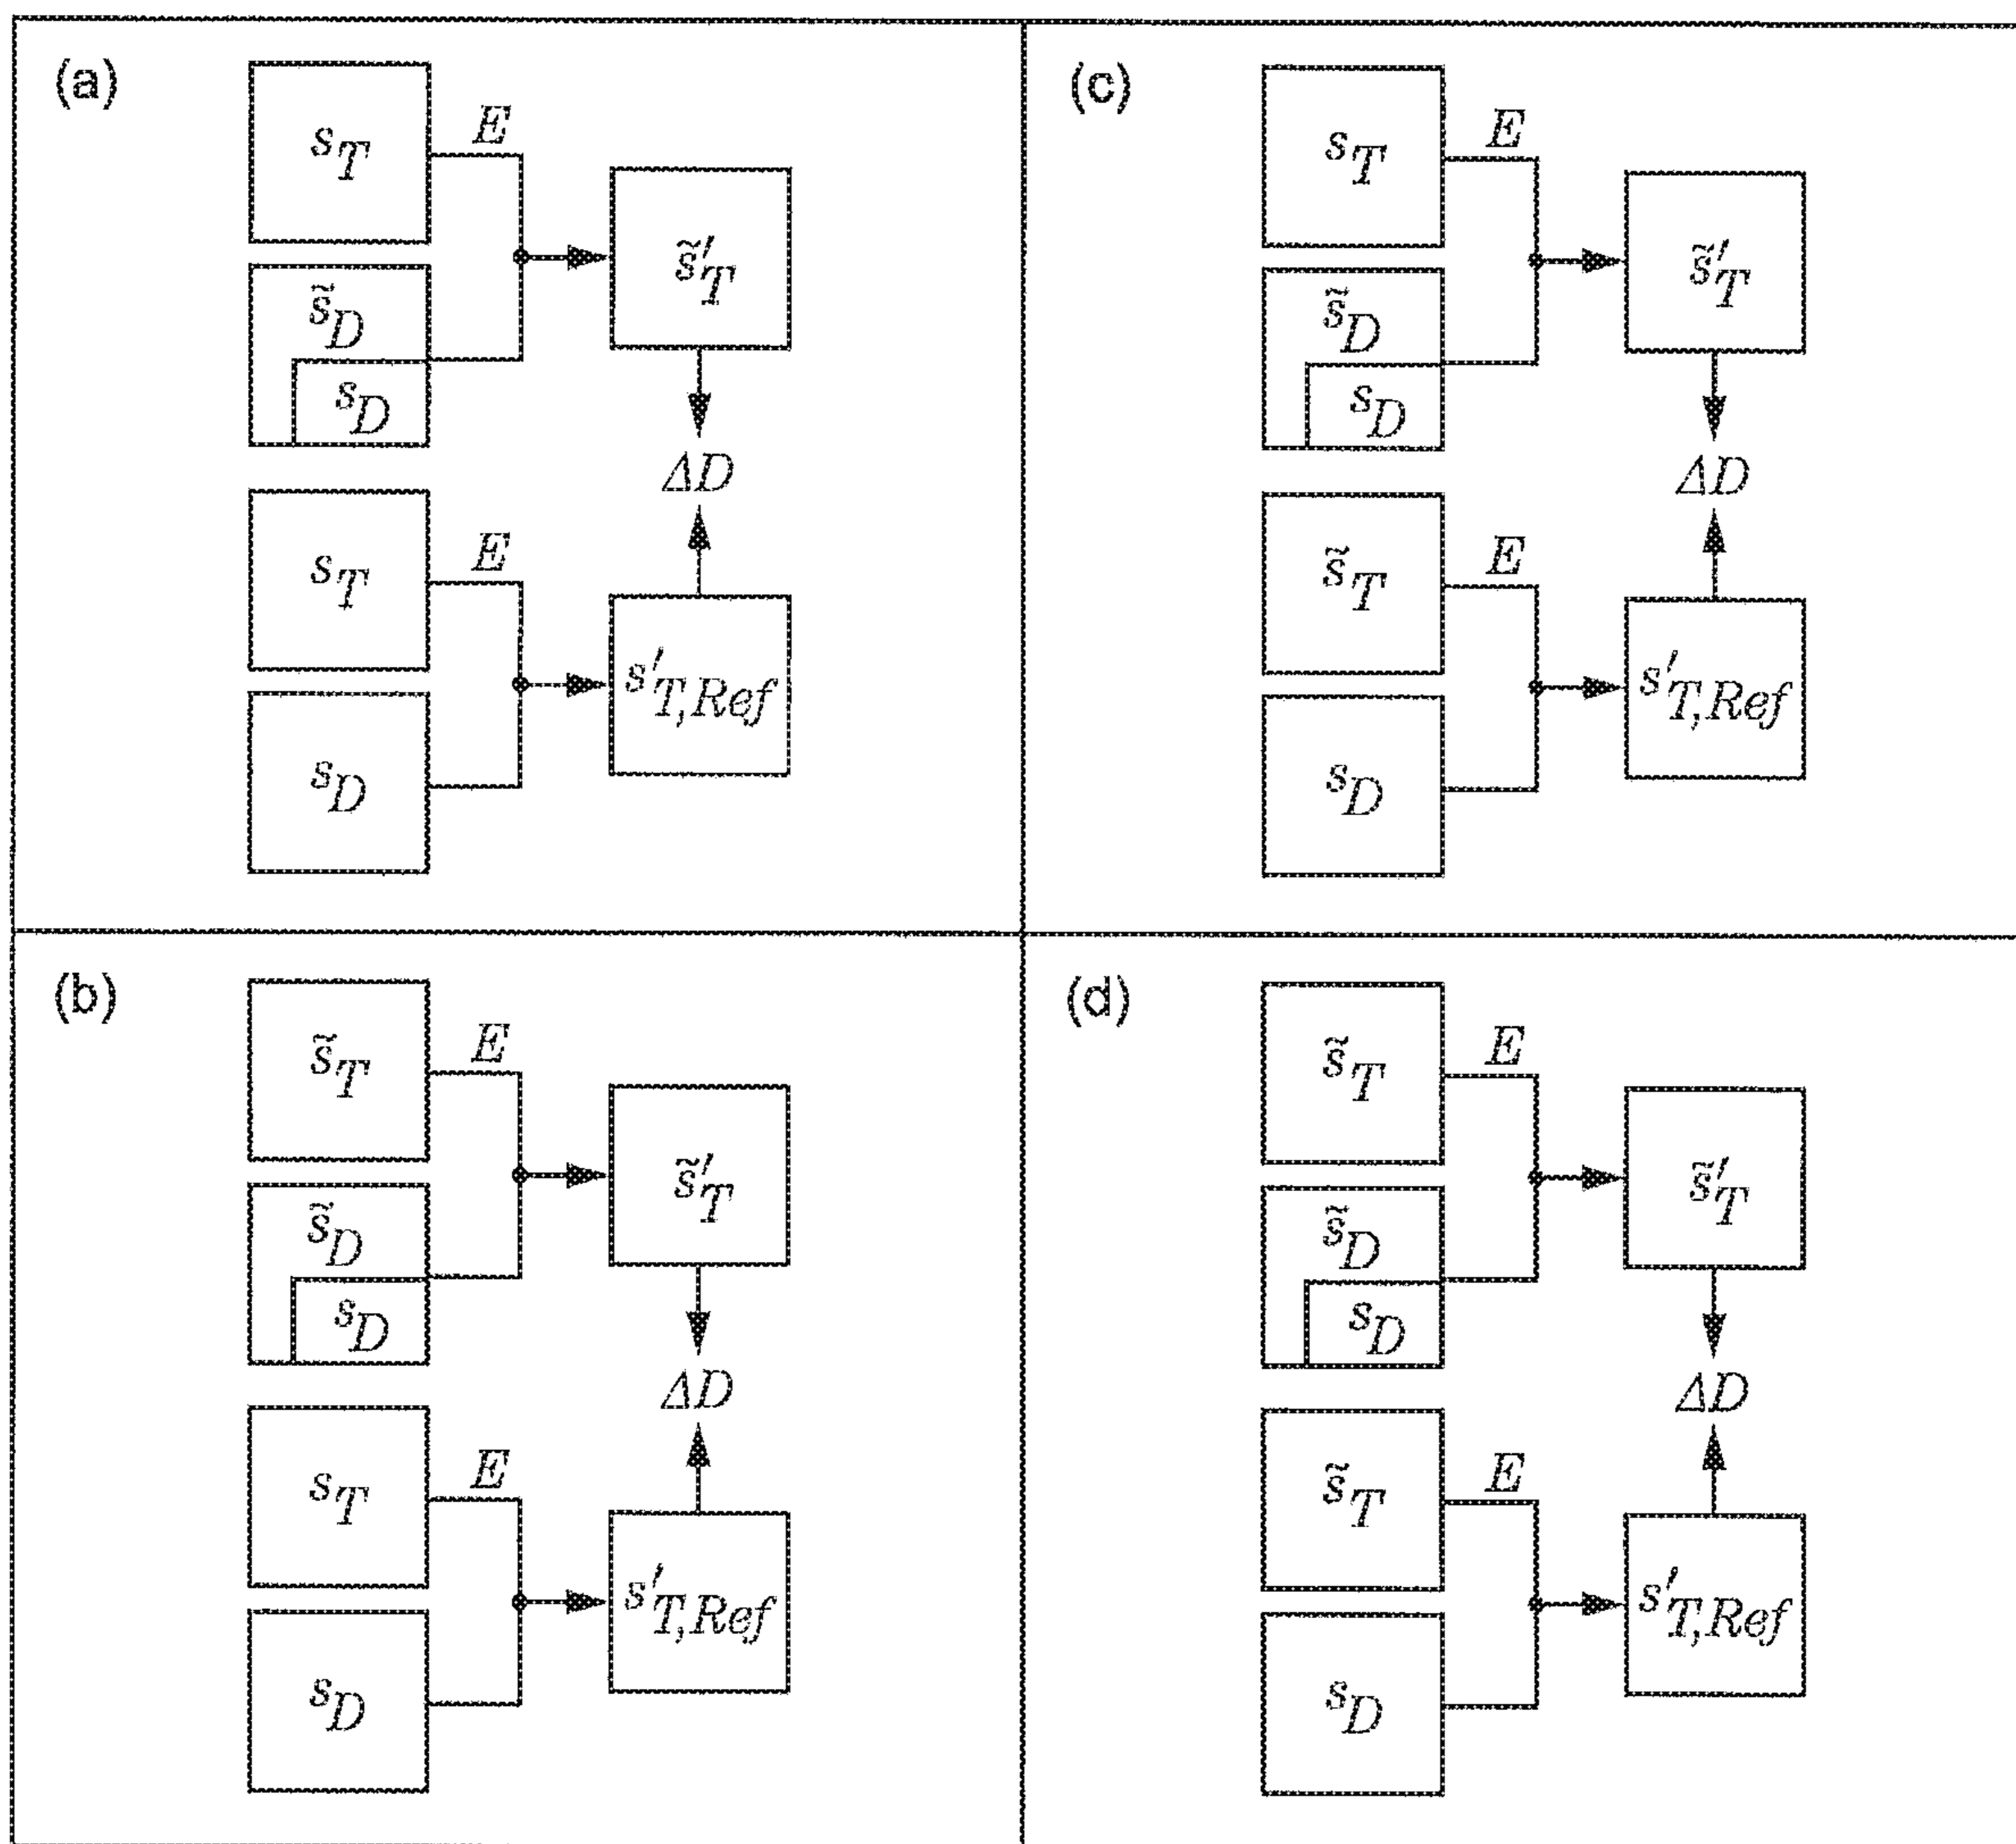 (a)
s_T
E
s̃_D
s_D
s̃'_T
ΔD
s_T
E
s_D
s'_T,Ref
(c)
s_T
E
s̃_D
s_D
s̃'_T
ΔD
s̃_T
E
s_D
s'_T,Ref
(b)
s̃_T
E
s̃_D
s_D
s̃'_T
ΔD
s_T
E
s_D
s'_T,Ref
(d)
s̃_T
E
s̃_D
s_D
s̃'_T
ΔD
s̃_T
E
s_D
s'_T,Ref